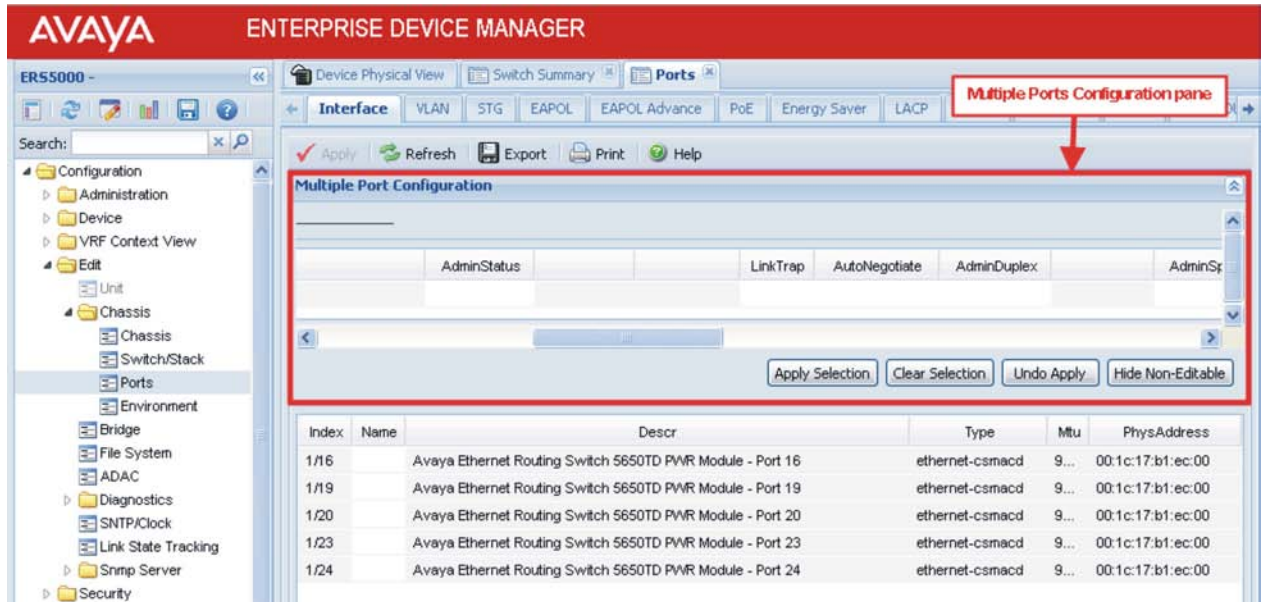 AVAYA ENTERPRISE DEVICE MANAGER
ERS5000 -
Search:
Configuration
Administration
Device
VRF Context View
Edit
Unit
Chassis
Chassis
Switch/Stack
Ports
Environment
Bridge
File System
ADAC
Diagnostics
SNTP/Clock
Link State Tracking
Snmp Server
Security
Device Physical View Switch Summary Ports
Multiple Ports Configuration pane
Interface VLAN STG EAPOL EAPOL Advance PoE Energy Saver LACP
Apply Refresh Export Print Help
Multiple Port Configuration
AdminStatus LinkTrap AutoNegotiate AdminDuplex AdminSp
Apply Selection Clear Selection Undo Apply Hide Non-Editable
Index Name Descr Type Mtu PhysAddress
1/16 Avaya Ethernet Routing Switch 5650TD PWR Module - Port 16 ethernet-csmacd 9... 00:1c:17:b1:ec:00
1/19 Avaya Ethernet Routing Switch 5650TD PWR Module - Port 19 ethernet-csmacd 9... 00:1c:17:b1:ec:00
1/20 Avaya Ethernet Routing Switch 5650TD PWR Module - Port 20 ethernet-csmacd 9... 00:1c:17:b1:ec:00
1/23 Avaya Ethernet Routing Switch 5650TD PWR Module - Port 23 ethernet-csmacd 9... 00:1c:17:b1:ec:00
1/24 Avaya Ethernet Routing Switch 5650TD PWR Module - Port 24 ethernet-csmacd 9... 00:1c:17:b1:ec:00